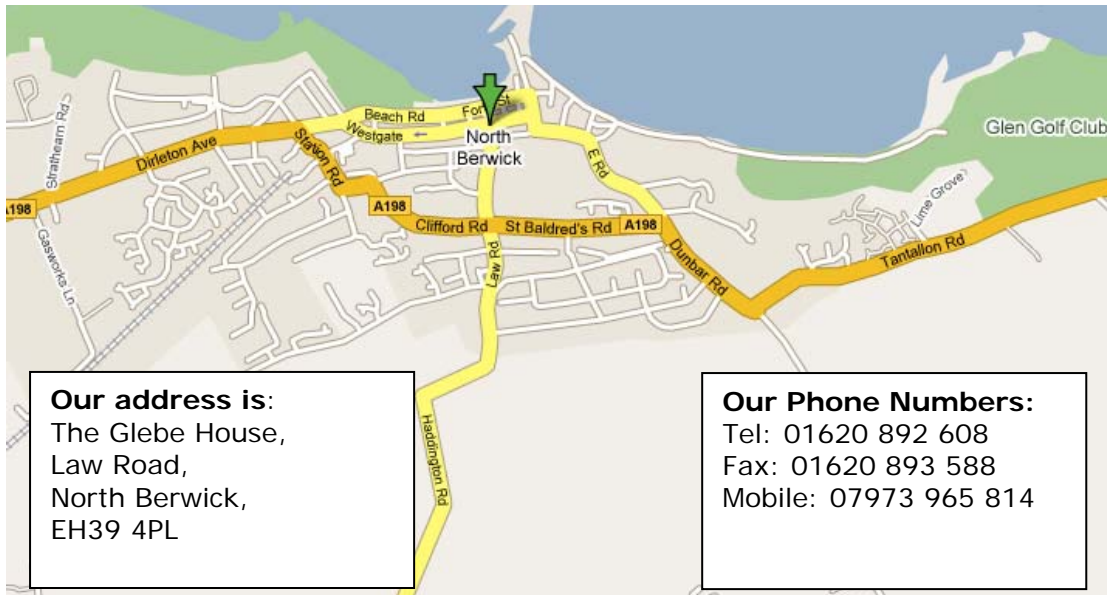 Beach Rd
For St
Westgate
North
Berwick
Glen Golf Club
Strathearn Rd
Dirleton Ave
Station Rd
E Rd
Lime Grove
A198
A198
Clifford Rd
St Baldred's Rd
A198
Gasworks Ln
Law Rd
Dunbar Rd
Tantallon Rd
Haddington Rd
Our address is:
The Glebe House,
Law Road,
North Berwick,
EH39 4PL
Our Phone Numbers:
Tel: 01620 892 608
Fax: 01620 893 588
Mobile: 07973 965 814